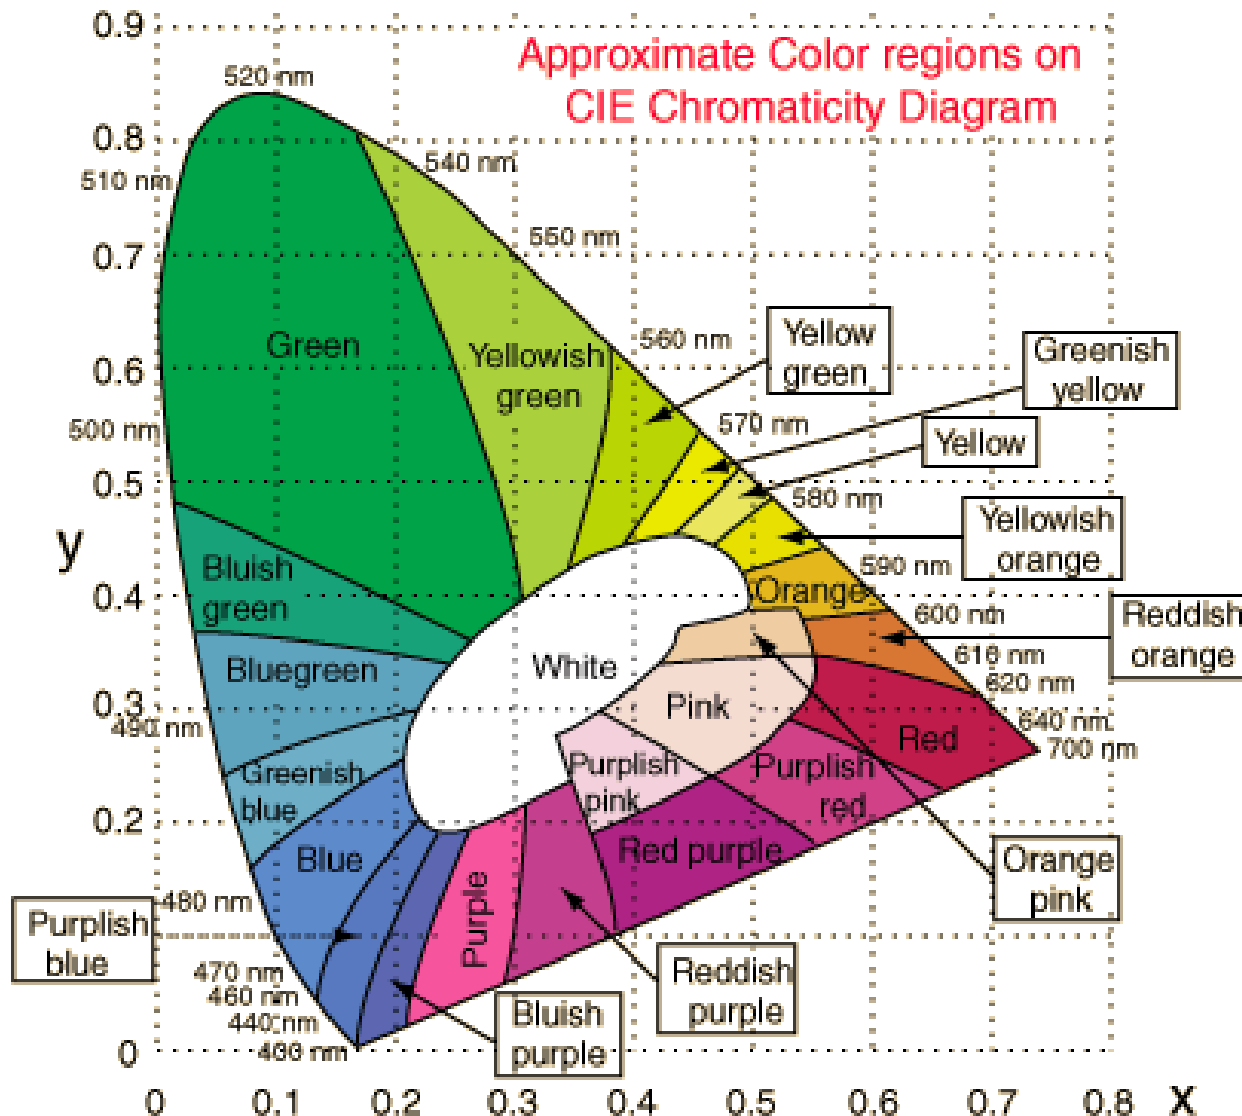 Approximate Color regions on
CIE Chromaticity Diagram
0.9
520 nm
0.8
540 nm
510 nm
550 nm
0.7
Green
Yellowish
green
560 nm
Yellow
green
Greenish
yellow
0.6
500 nm
570 nm
Yellow
0.5
580 nm
y
Yellowish
orange
Bluish
green
590 nm
Orange
0.4
600 nm
Reddish
orange
Bluegreen
White
610 nm
620 nm
0.3
Pink
640 nm
490 nm
Red
700 nm
Greenish
blue
Purplish
pink
Purplish
red
0.2
Blue
Red purple
Orange
pink
480 nm
Purplish
blue
Purple
470 nm
Reddish
purple
460 nm
440 nm
Bluish
purple
400 nm
0
0
0.1
0.2
0.3
0.4
0.5
0.6
0.7
0.8
x